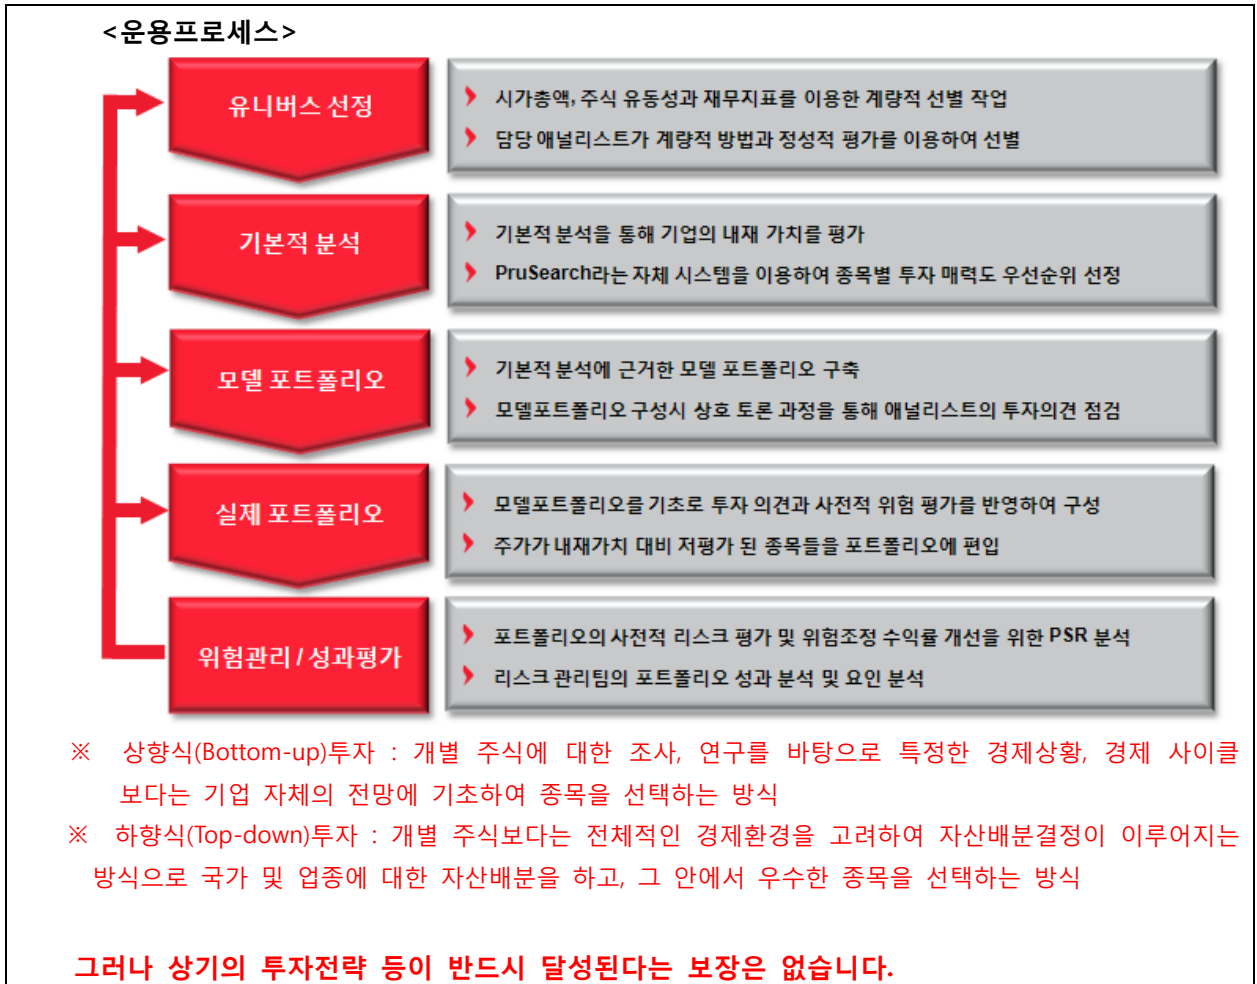 <운용프로세스>
유니버스 선정
시가총액, 주식 유동성과 재무지표를 이용한 계량적 선별 작업
담당 애널리스트가 계량적 방법과 정성적 평가를 이용하여 선별
기본적 분석
기본적 분석을 통해 기업의 내재 가치를 평가
PruSearch라는 자체 시스템을 이용하여 종목별 투자 매력도 우선순위 선정
모델 포트폴리오
기본적 분석에 근거한 모델 포트폴리오 구축
모델포트폴리오 구성시 상호 토론 과정을 통해 애널리스트의 투자의견 점검
실제 포트폴리오
모델포트폴리오를 기초로 투자 의견과 사전적 위험 평가를 반영하여 구성
주가가 내재가치 대비 저평가 된 종목들을 포트폴리오에 편입
위험관리 / 성과평가
포트폴리오의 사전적 리스크 평가 및 위험조정 수익률 개선을 위한 PSR 분석
리스크 관리팀의 포트폴리오 성과 분석 및 요인 분석
※ 상향식(Bottom-up)투자 : 개별 주식에 대한 조사, 연구를 바탕으로 특정한 경제상황, 경제 사이클
보다는 기업 자체의 전망에 기초하여 종목을 선택하는 방식
※ 하향식(Top-down)투자 : 개별 주식보다는 전체적인 경제환경을 고려하여 자산배분결정이 이루어지는
방식으로 국가 및 업종에 대한 자산배분을 하고, 그 안에서 우수한 종목을 선택하는 방식
그러나 상기의 투자전략 등이 반드시 달성된다는 보장은 없습니다.